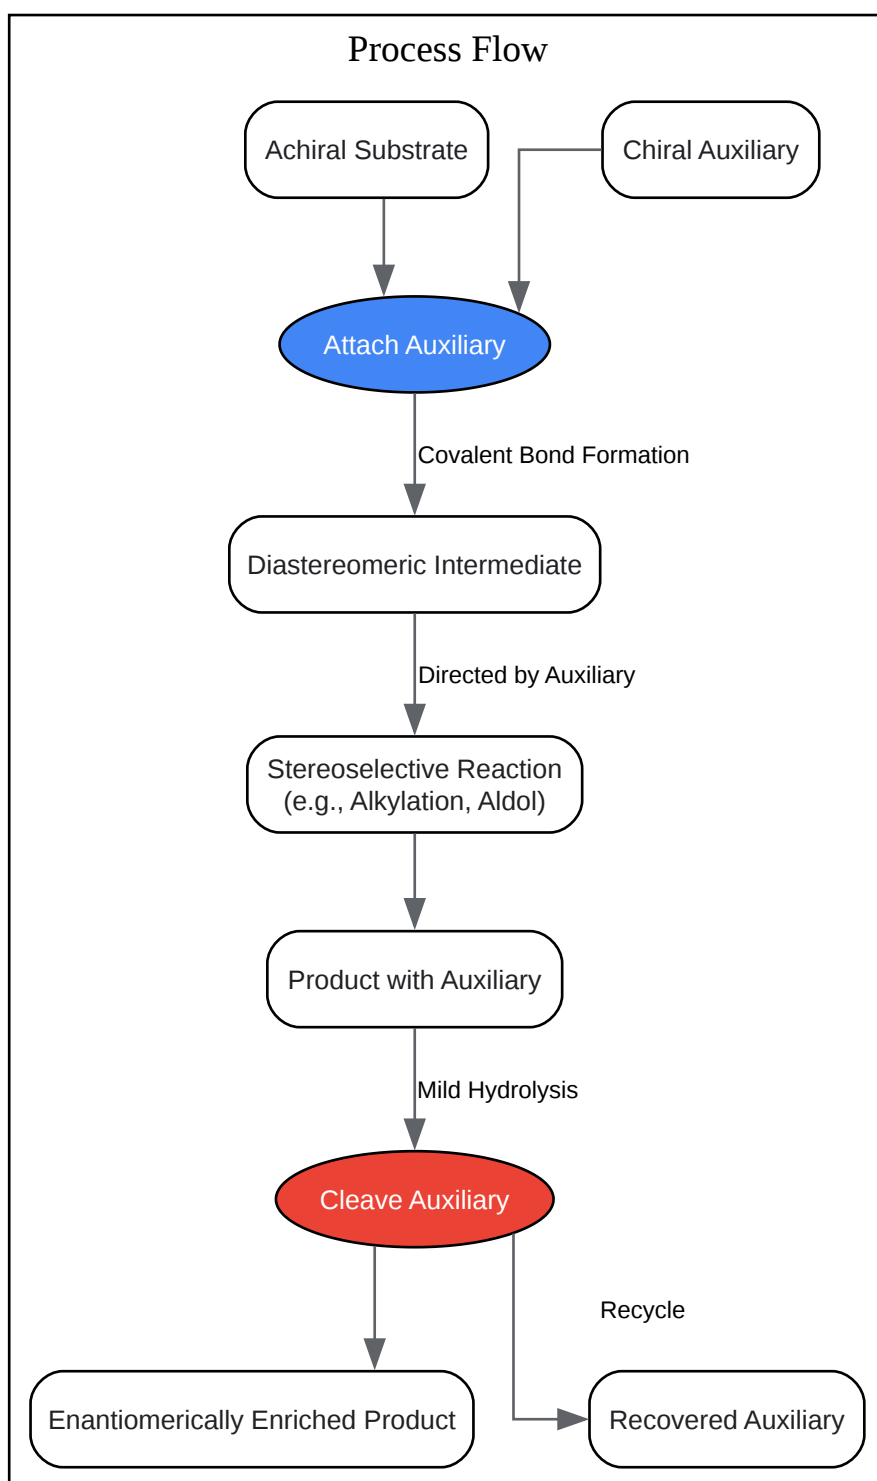 Process Flow
Achiral Substrate
Chiral Auxiliary
Attach Auxiliary
Covalent Bond Formation
Diastereomeric Intermediate
Directed by Auxiliary
Stereoselective Reaction
(e.g., Alkylation, Aldol)
Product with Auxiliary
Mild Hydrolysis
Cleave Auxiliary
Recycle
Enantiomerically Enriched Product
Recovered Auxiliary